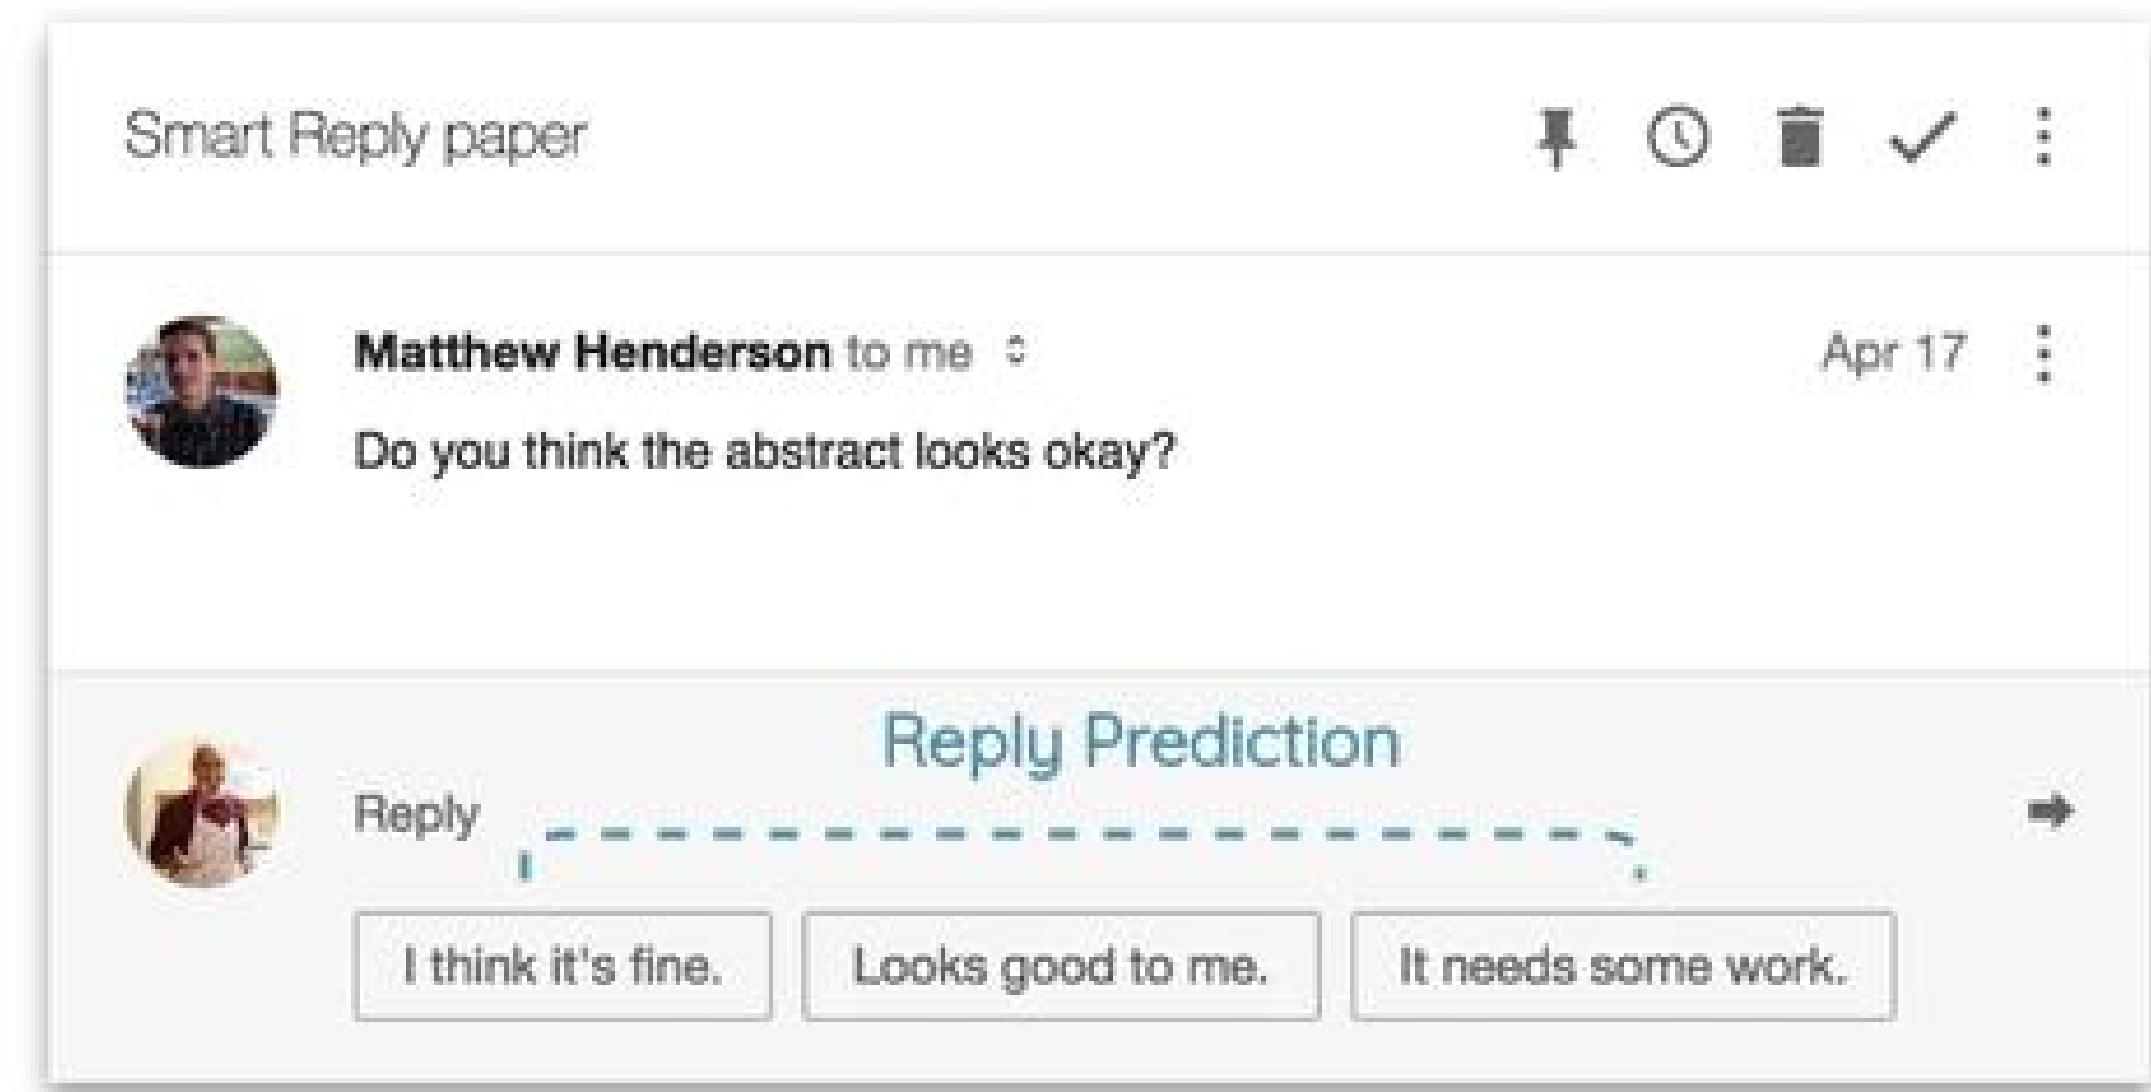 Smart Reply paper
Matthew Henderson to me
Apr 17
Do you think the abstract looks okay?
Reply Prediction
Reply
I think it's fine.
Looks good to me.
It needs some work.